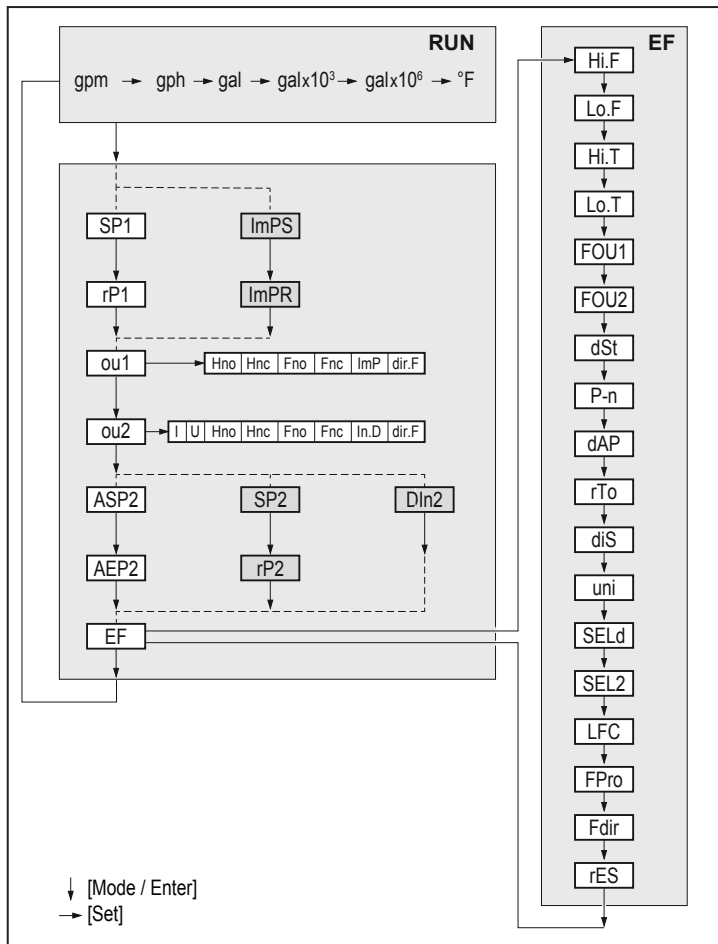 RUN
gpm → gph → gal → galx10³ → galx10⁶ → °F
SP1
ImPS
rP1
ImPR
ou1
Hno Hnc Fno Fnc ImP dir.F
ou2
I U Hno Hnc Fno Fnc In.D dir.F
ASP2
SP2
DIn2
AEP2
rP2
EF
EF
Hi.F
Lo.F
Hi.T
Lo.T
FOU1
FOU2
dSt
P-n
dAP
rTo
diS
uni
SELd
SEL2
LFC
FPro
Fdir
rES
↓ [Mode / Enter]
→ [Set]